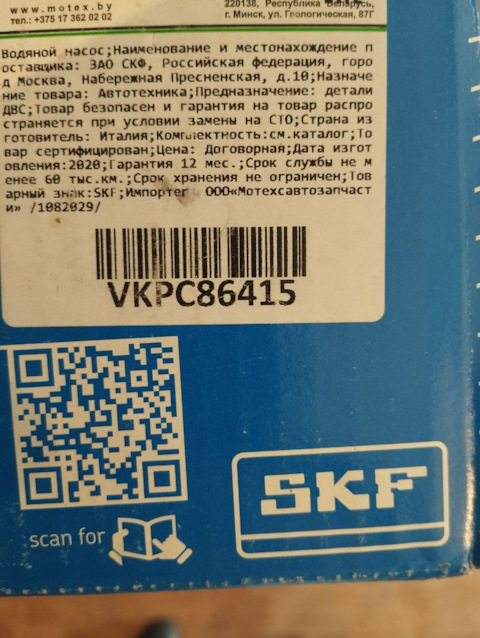 www.motex.by
тел.: +375 17 362 02 02
220138, Республика Беларусь,
г. Минск, ул. Геологическая, 87Г
Водяной насос;Наименование и местонахождение п
оставщика: ЗАО СКФ, Российская федерация, горо
д Москва, Набережная Пресненская, д.10;Назначе
ние товара: Автотехника;Предназначение: детали
ДВС;Товар безопасен и гарантия на товар распро
страняется при условии замены на СТО;Страна из
готовитель: Италия;Комплектность:см.каталог;То
вар сертифицирован;Цена: Договорная;Дата изгот
овления:2020;Гарантия 12 мес.;Срок службы не м
енее 60 тыс.км.;Срок хранения не ограничен;Тов
арный знак:SKF;Импортер ООО«Мотехсавтозапчаст
и» /1082029/
VKPC86415
scan for
SKF